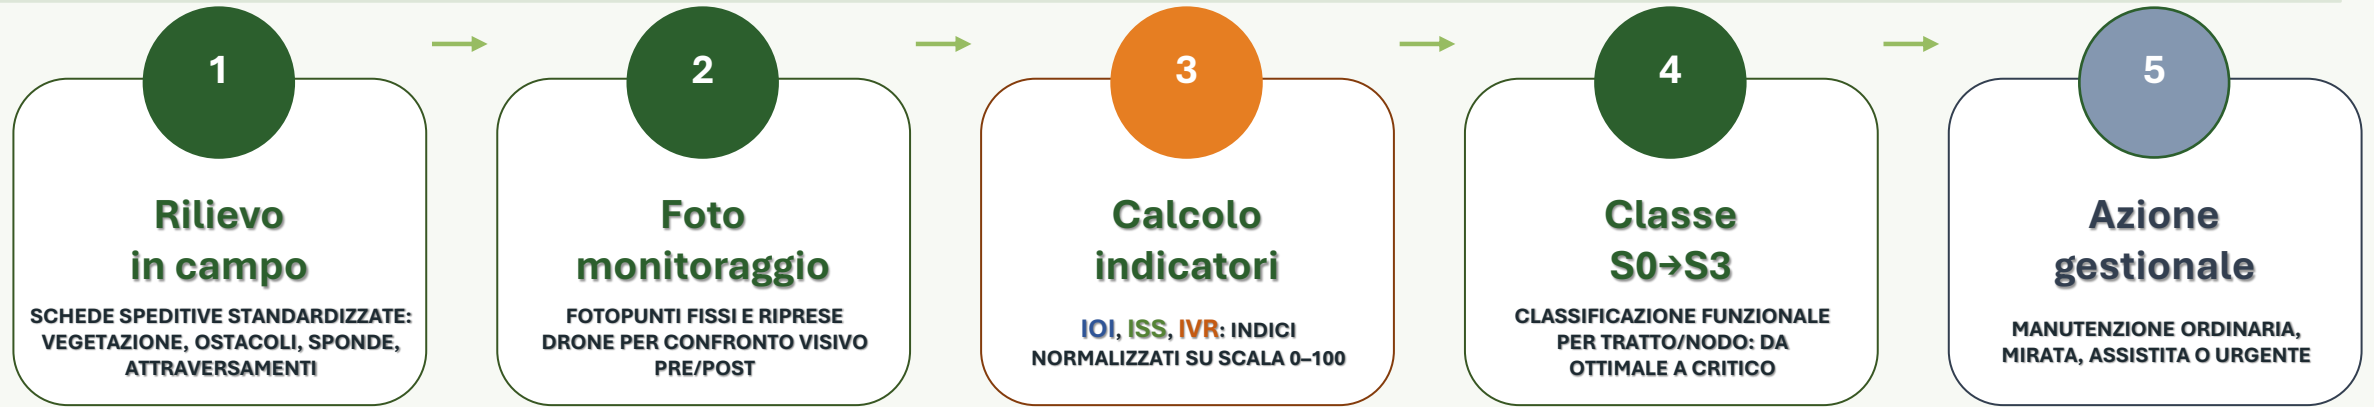 1
Rilievo
in campo
SCHEDE SPEDITIVE STANDARDIZZATE:
VEGETAZIONE, OSTACOLI, SPONDE,
ATTRAVERSAMENTI
2
Foto
monitoraggio
FOTOPUNTI FISSI E RIPRESE
DRONE PER CONFRONTO VISIVO
PRE/POST
3
Calcolo
indicatori
IOI, ISS, IVR: INDICI
NORMALIZZATI SU SCALA 0–100
4
Classe
S0→S3
CLASSIFICAZIONE FUNZIONALE
PER TRATTO/NODO: DA
OTTIMALE A CRITICO
5
Azione
gestionale
MANUTENZIONE ORDINARIA,
MIRATA, ASSISTITA O URGENTE